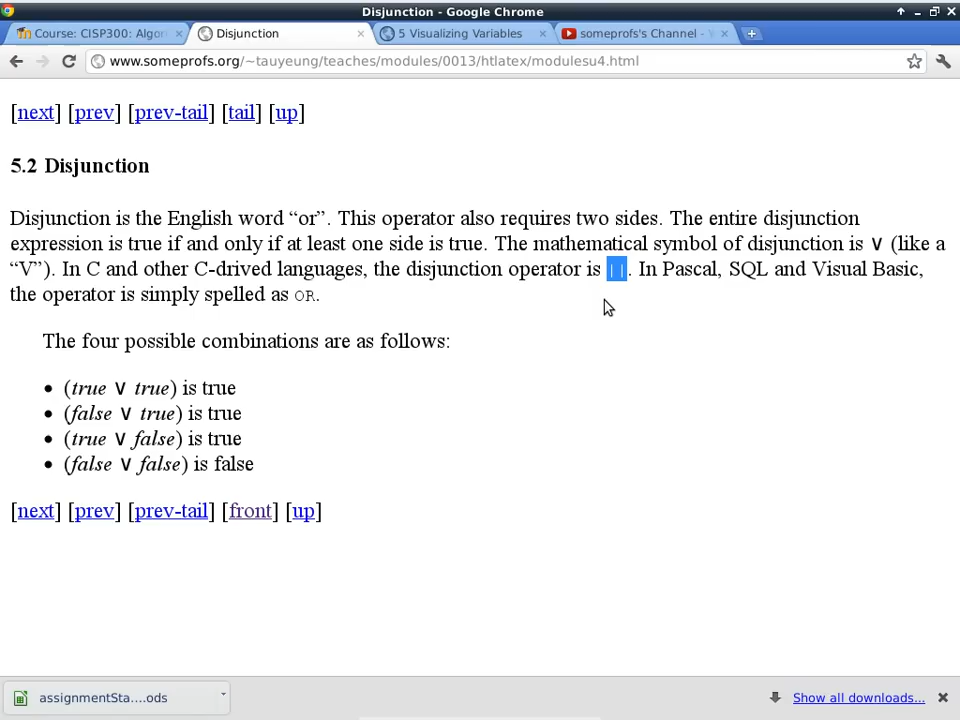 Disjunction - Google Chrome
Course: CISP300: Algor
Disjunction
5 Visualizing Variables
someprofs's Channel - Y
www.someprofs.org/~tauyeung/teaches/modules/0013/htlatex/modulesu4.html
[next] [prev] [prev-tail] [tail] [up]
5.2 Disjunction
Disjunction is the English word “or”. This operator also requires two sides. The entire disjunction
expression is true if and only if at least one side is true. The mathematical symbol of disjunction is ∨ (like a
“V”). In C and other C-drived languages, the disjunction operator is ||. In Pascal, SQL and Visual Basic,
the operator is simply spelled as OR.
The four possible combinations are as follows:
• (true ∨ true) is true
• (false ∨ true) is true
• (true ∨ false) is true
• (false ∨ false) is false
[next] [prev] [prev-tail] [front] [up]
assignmentSta....ods
Show all downloads...